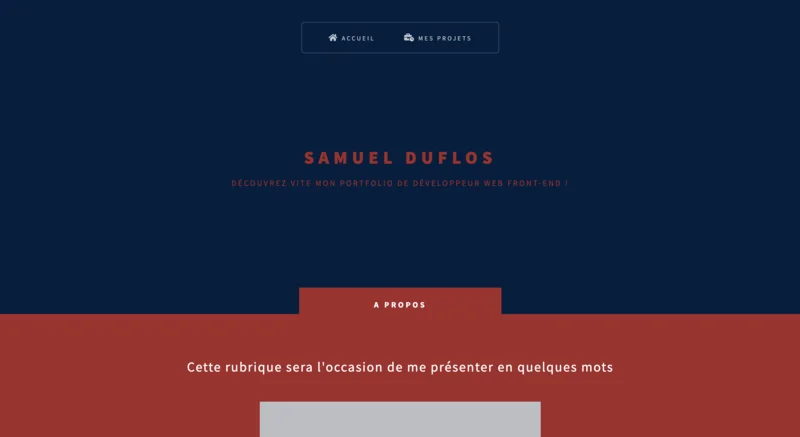 ACCUEIL MES PROJETS
SAMUEL DUFLOS
DÉCOUVREZ VITE MON PORTFOLIO DE DÉVELOPPEUR WEB FRONT-END !
A PROPOS
Cette rubrique sera l'occasion de me présenter en quelques mots